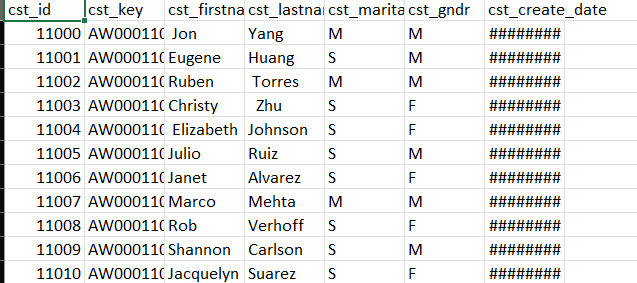 cst_id cst_key cst_firstna cst_lastnar cst_marita cst_gndr cst_create_date
11000 AW000110 Jon Yang M M ########
11001 AW000110 Eugene Huang S M ########
11002 AW000110 Ruben Torres M M ########
11003 AW000110 Christy Zhu S F ########
11004 AW000110 Elizabeth Johnson S F ########
11005 AW000110 Julio Ruiz S M ########
11006 AW000110 Janet Alvarez S F ########
11007 AW000110 Marco Mehta M M ########
11008 AW000110 Rob Verhoff S F ########
11009 AW000110 Shannon Carlson S M ########
11010 AW000110 Jacquelyn Suarez S F ########